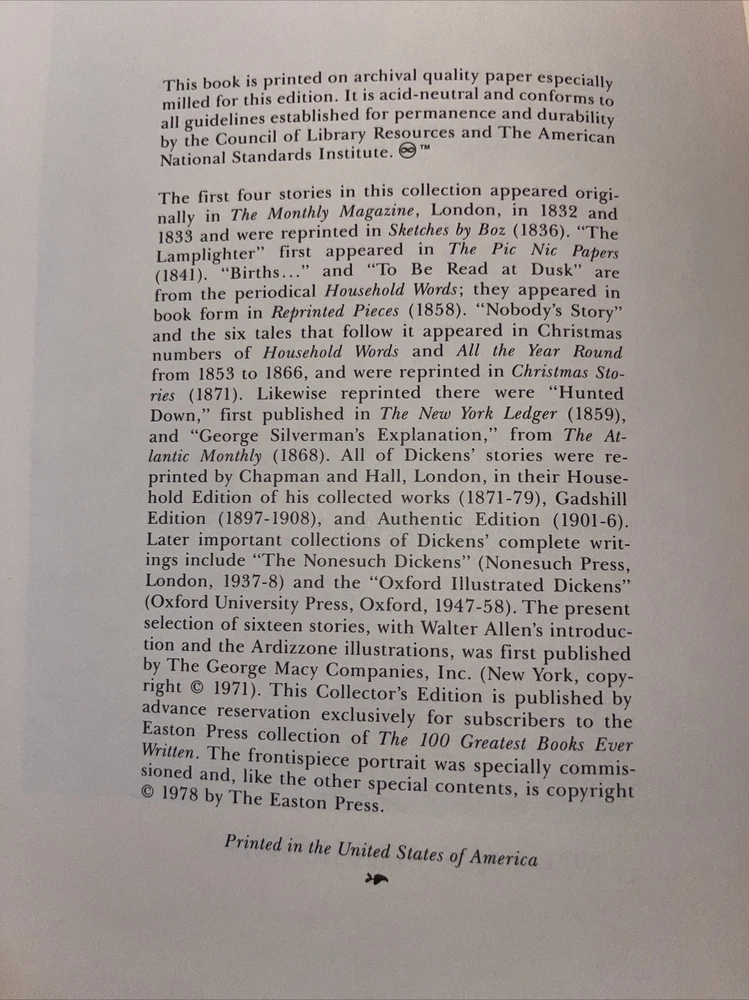 This book is printed on archival quality paper especially
milled for this edition. It is acid-neutral and conforms to
all guidelines established for permanence and durability
by the Council of Library Resources and The American
National Standards Institute. ♾™
The first four stories in this collection appeared origi-
nally in The Monthly Magazine, London, in 1832 and
1833 and were reprinted in Sketches by Boz (1836). “The
Lamplighter” first appeared in The Pic Nic Papers
(1841). “Births...” and “To Be Read at Dusk” are
from the periodical Household Words; they appeared in
book form in Reprinted Pieces (1858). “Nobody’s Story”
and the six tales that follow it appeared in Christmas
numbers of Household Words and All the Year Round
from 1853 to 1866, and were reprinted in Christmas Sto-
ries (1871). Likewise reprinted there were “Hunted
Down,” first published in The New York Ledger (1859),
and “George Silverman’s Explanation,” from The At-
lantic Monthly (1868). All of Dickens’ stories were re-
printed by Chapman and Hall, London, in their House-
hold Edition of his collected works (1871-79), Gadshill
Edition (1897-1908), and Authentic Edition (1901-6).
Later important collections of Dickens’ complete writ-
ings include “The Nonesuch Dickens” (Nonesuch Press,
London, 1937-8) and the “Oxford Illustrated Dickens”
(Oxford University Press, Oxford, 1947-58). The present
selection of sixteen stories, with Walter Allen’s introduc-
tion and the Ardizzone illustrations, was first published
by The George Macy Companies, Inc. (New York, copy-
right © 1971). This Collector’s Edition is published by
advance reservation exclusively for subscribers to the
Easton Press collection of The 100 Greatest Books Ever
Written. The frontispiece portrait was specially commis-
sioned and, like the other special contents, is copyright
© 1978 by The Easton Press.
Printed in the United States of America